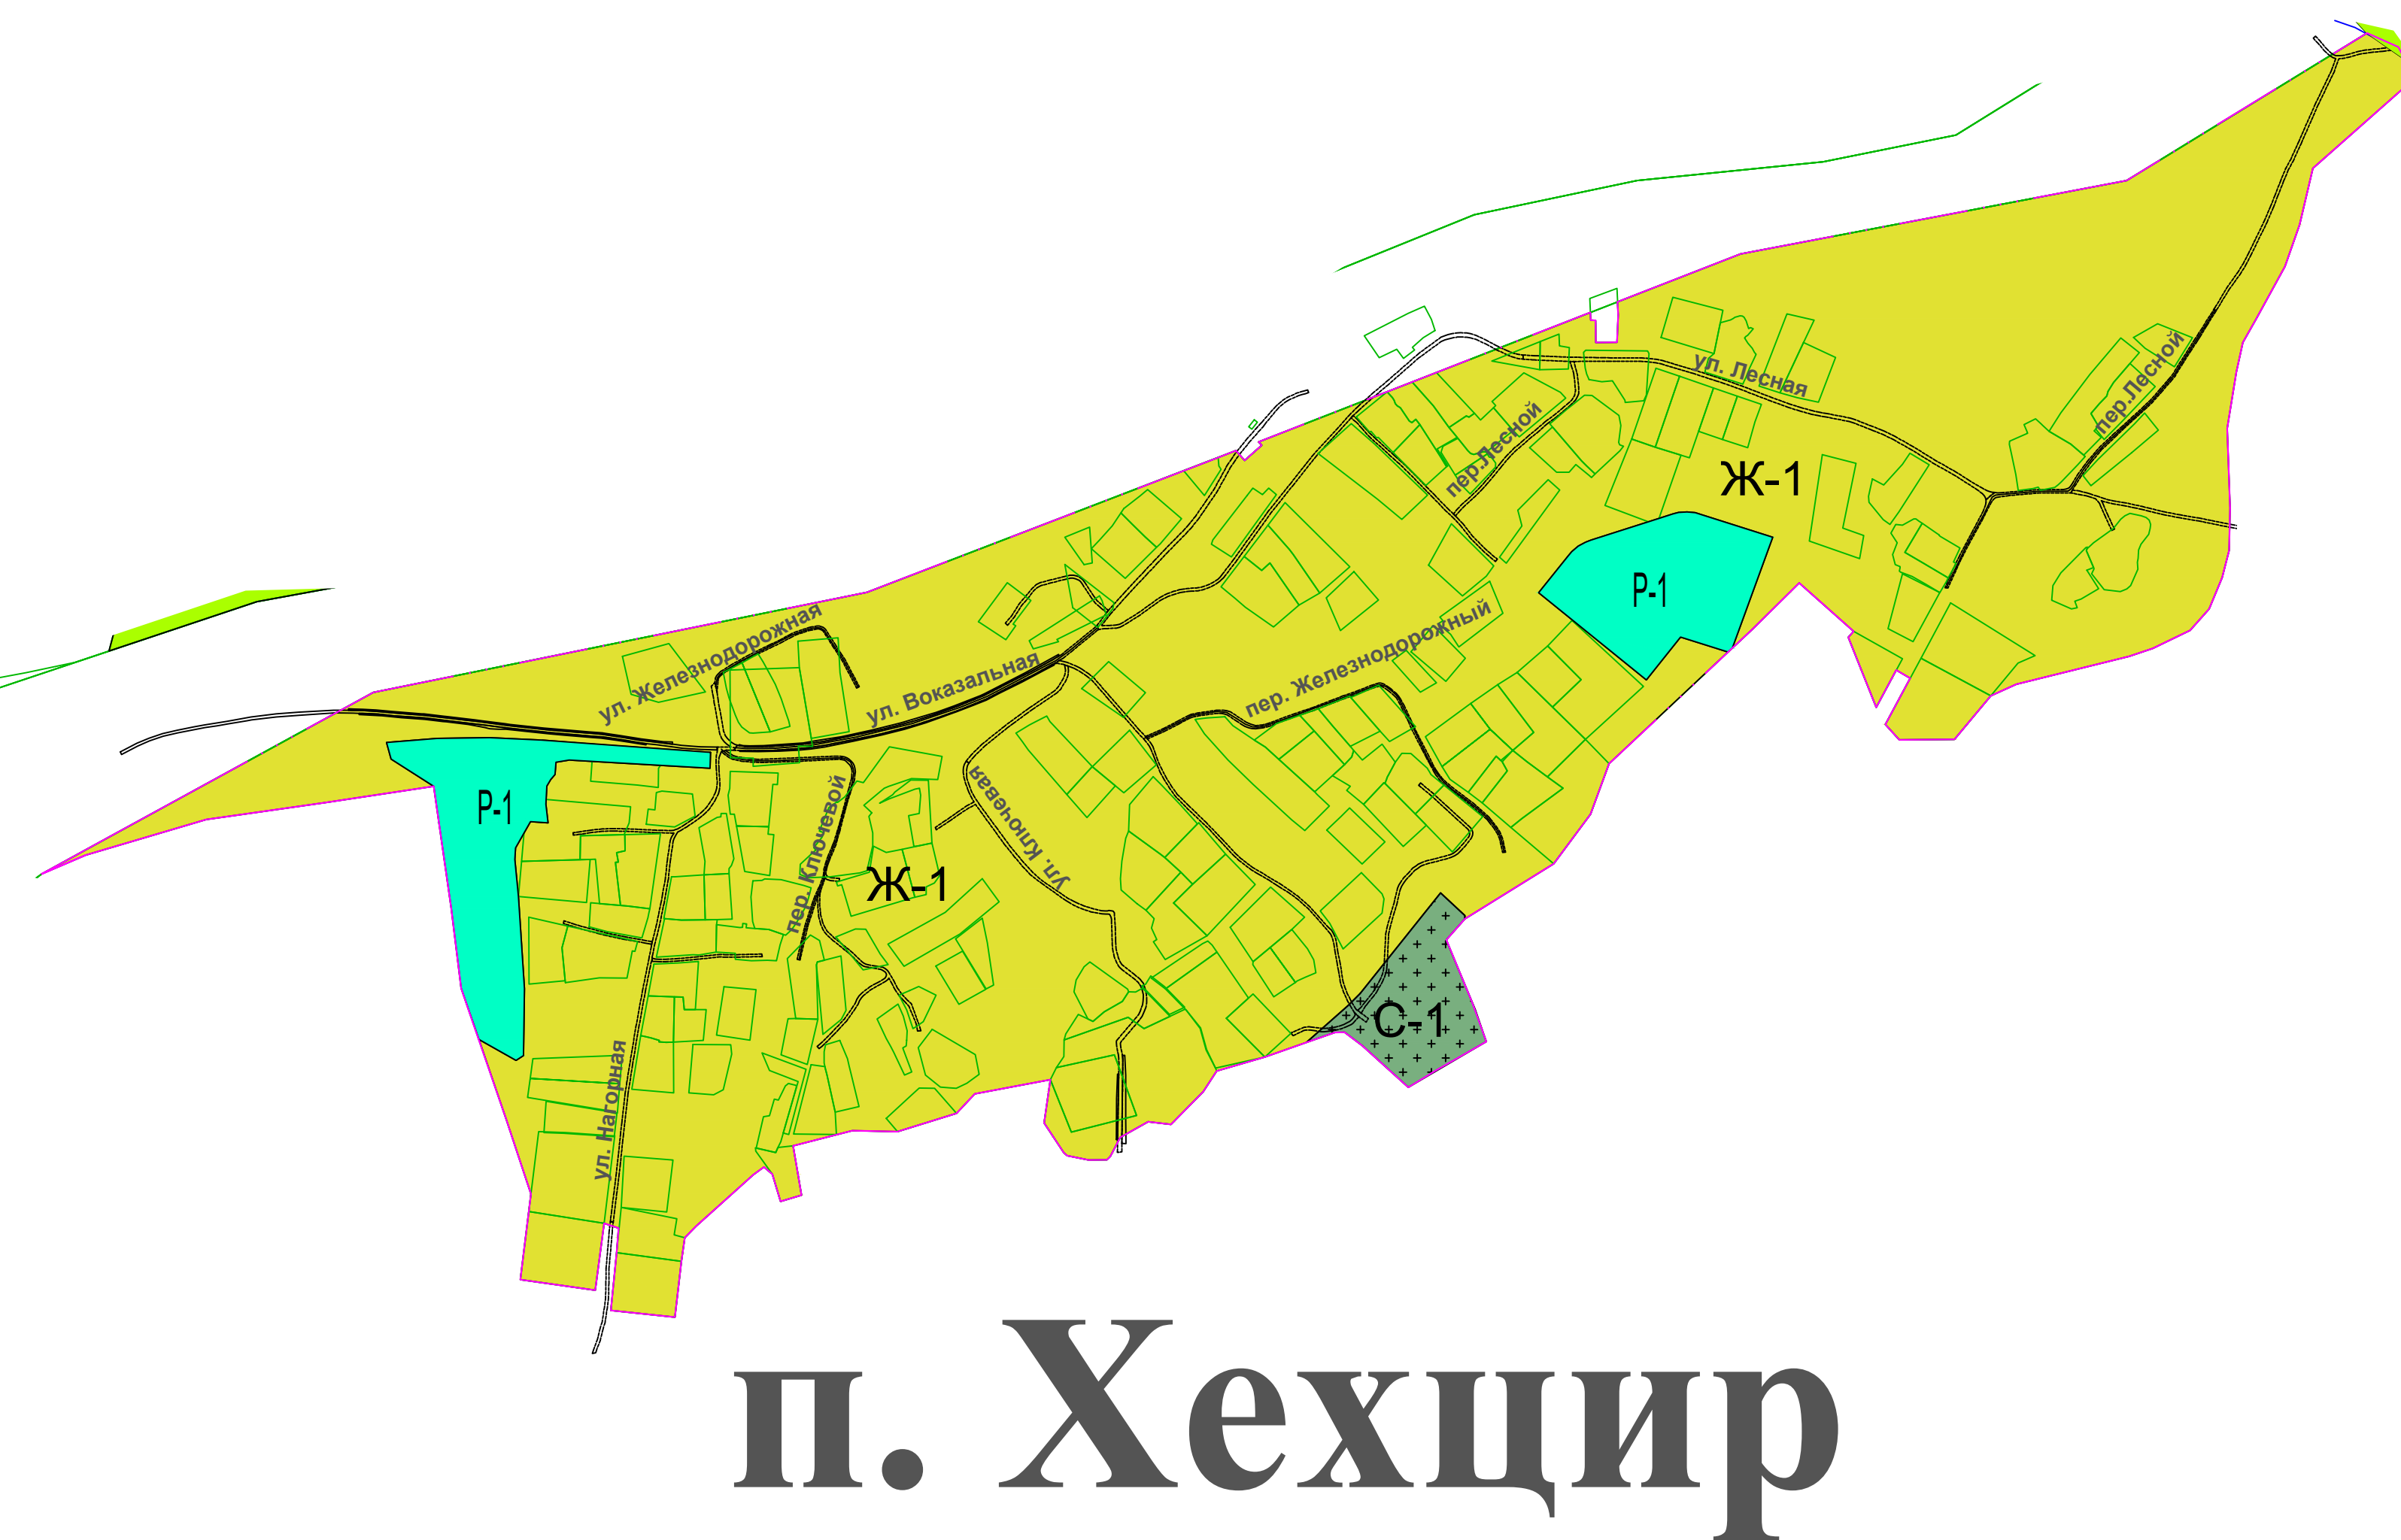 ул. Лесная
пер.Лесной
пер.Лесной
Ж-1
Р-1
ул. Железнодорожная
пер. Железнодорожный
ул. Воказальная
Р-1
пер. Ключевой
ул. Ключевая
Ж-1
С-1
ул. Нагорная
п. Хехцир